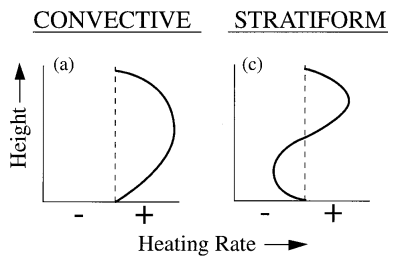 CONVECTIVE STRATIFORM
(a) (c)
Height
- + - +
Heating Rate